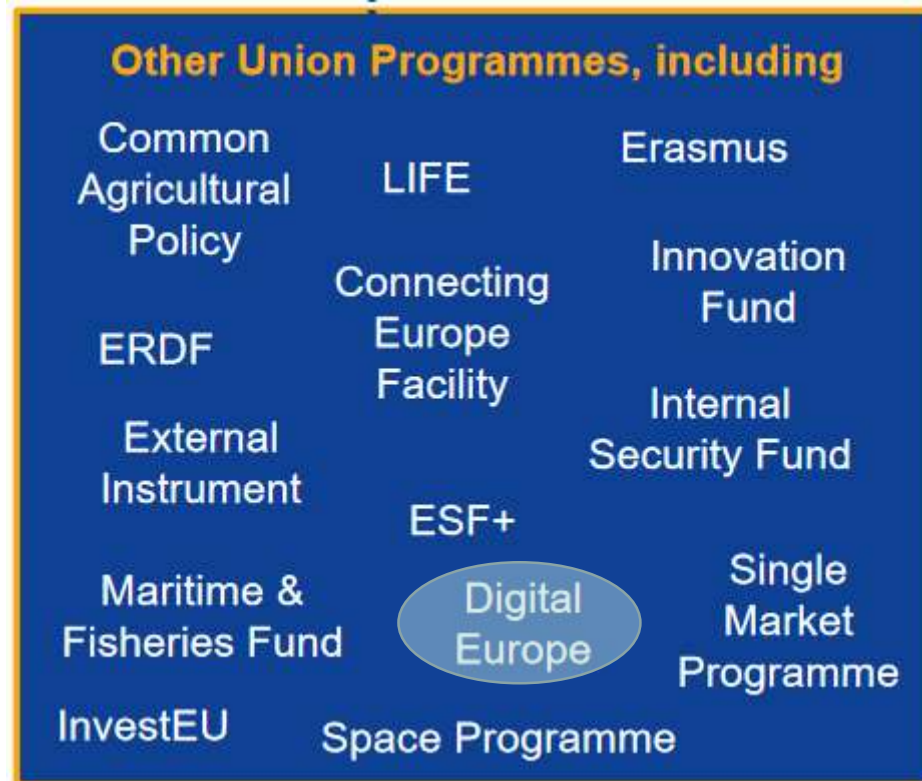 Other Union Programmes, including
Common
Agricultural
Policy
LIFE
Erasmus
Connecting
Europe
Facility
Innovation
Fund
ERDF
Internal
Security Fund
External
Instrument
ESF+
Maritime &
Fisheries Fund
Digital
Europe
Single
Market
Programme
InvestEU
Space Programme